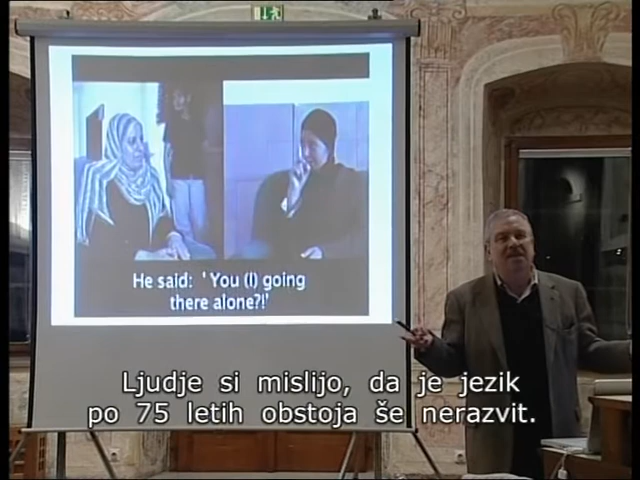 He said: 'You (I) going
there alone?!'
Ljudje si mislijo, da je jezik
po 75 letih obstoja še nerazvit.